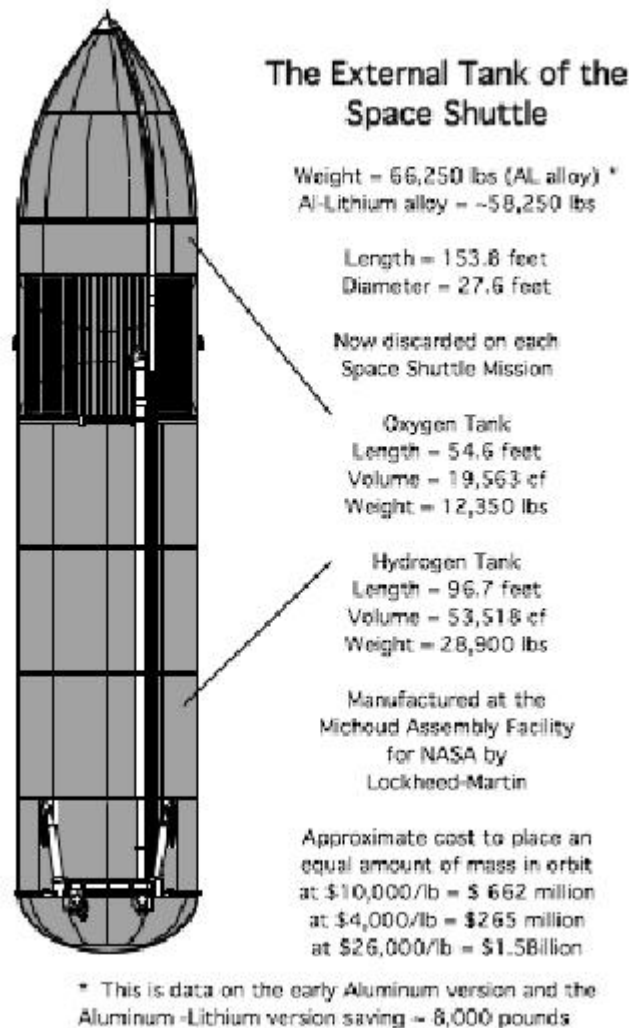 The External Tank of the
Space Shuttle
Weight = 66,250 lbs (AL alloy) *
Al-Lithium alloy = ~58,250 lbs
Length = 153.8 feet
Diameter = 27.6 feet
Now discarded on each
Space Shuttle Mission
Oxygen Tank
Length = 54.6 feet
Volume = 19,563 cf
Weight = 12,350 lbs
Hydrogen Tank
Length = 96.7 feet
Volume = 53,518 cf
Weight = 28,900 lbs
Manufactured at the
Michoud Assembly Facility
for NASA by
Lockheed-Martin
Approximate cost to place an
equal amount of mass in orbit
at $10,000/lb = $ 662 million
at $4,000/lb = $265 million
at $26,000/lb = $1.5Billion
* This is data on the early Aluminum version and the
Aluminum -Lithium version saving ~ 8,000 pounds